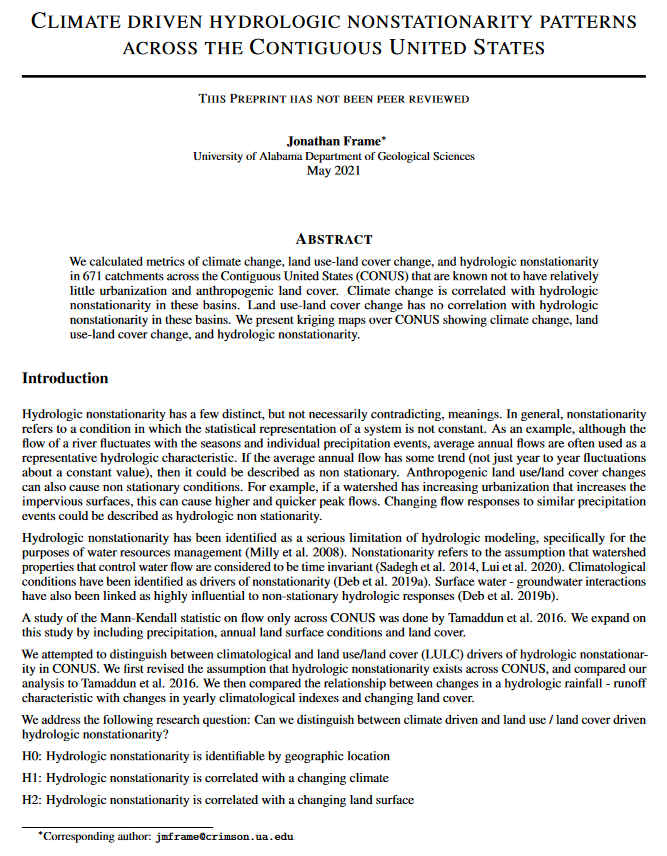 CLIMATE DRIVEN HYDROLOGIC NONSTATIONARITY PATTERNS
ACROSS THE CONTIGUOUS UNITED STATES
THIS PREPRINT HAS NOT BEEN PEER REVIEWED
Jonathan Frame*
University of Alabama Department of Geological Sciences
May 2021
ABSTRACT
We calculated metrics of climate change, land use-land cover change, and hydrologic nonstationarity
in 671 catchments across the Contiguous United States (CONUS) that are known not to have relatively
little urbanization and anthropogenic land cover. Climate change is correlated with hydrologic
nonstationarity in these basins. Land use-land cover change has no correlation with hydrologic
nonstationarity in these basins. We present kriging maps over CONUS showing climate change, land
use-land cover change, and hydrologic nonstationarity.
Introduction
Hydrologic nonstationarity has a few distinct, but not necessarily contradicting, meanings. In general, nonstationarity
refers to a condition in which the statistical representation of a system is not constant. As an example, although the
flow of a river fluctuates with the seasons and individual precipitation events, average annual flows are often used as a
representative hydrologic characteristic. If the average annual flow has some trend (not just year to year fluctuations
about a constant value), then it could be described as non stationary. Anthropogenic land use/land cover changes
can also cause non stationary conditions. For example, if a watershed has increasing urbanization that increases the
impervious surfaces, this can cause higher and quicker peak flows. Changing flow responses to similar precipitation
events could be described as hydrologic non stationarity.
Hydrologic nonstationarity has been identified as a serious limitation of hydrologic modeling, specifically for the
purposes of water resources management (Milly et al. 2008). Nonstationarity refers to the assumption that watershed
properties that control water flow are considered to be time invariant (Sadegh et al. 2014, Lui et al. 2020). Climatological
conditions have been identified as drivers of nonstationarity (Deb et al. 2019a). Surface water - groundwater interactions
have also been linked as highly influential to non-stationary hydrologic responses (Deb et al. 2019b).
A study of the Mann-Kendall statistic on flow only across CONUS was done by Tamaddun et al. 2016. We expand on
this study by including precipitation, annual land surface conditions and land cover.
We attempted to distinguish between climatological and land use/land cover (LULC) drivers of hydrologic nonstationar-
ity in CONUS. We first revised the assumption that hydrologic nonstationarity exists across CONUS, and compared our
analysis to Tamaddun et al. 2016. We then compared the relationship between changes in a hydrologic rainfall - runoff
characteristic with changes in yearly climatological indexes and changing land cover.
We address the following research question: Can we distinguish between climate driven and land use / land cover driven
hydrologic nonstationarity?
H0: Hydrologic nonstationarity is identifiable by geographic location
H1: Hydrologic nonstationarity is correlated with a changing climate
H2: Hydrologic nonstationarity is correlated with a changing land surface
*Corresponding author: jmframe@crimson.ua.edu